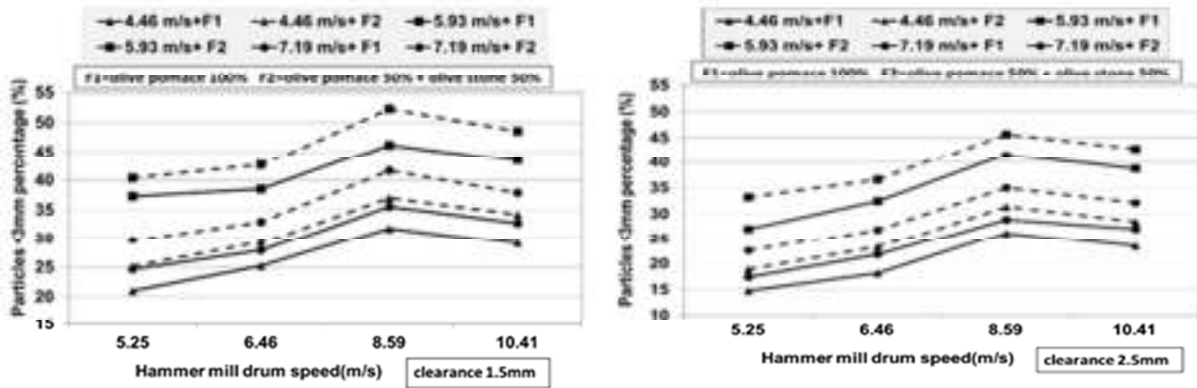 4.46 m/s+F1 4.46 m/s+ F2 5.93 m/s+ F1
5.93 m/s+ F2 7.19 m/s+ F1 7.19 m/s+ F2
F1=olive pomace 100% F2=olive pomace 50% + olive stone 50%
Particles <3mm percentage (%)
55
50
45
40
35
30
25
20
15
5.25 6.46 8.59 10.41
Hammer mill drum speed(m/s)
clearance 1.5mm
4.46 m/s+F1 4.46 m/s+ F2 5.93 m/s+ F1
5.93 m/s+ F2 7.19 m/s+ F1 7.19 m/s+ F2
F1=olive pomace 100% F2=olive pomace 50% + olive stone 50%
Particles <3mm percentage (%)
55
50
45
40
35
30
25
20
15
10
5.25 6.46 8.59 10.41
Hammer mill drum speed(m/s)
clearance 2.5mm